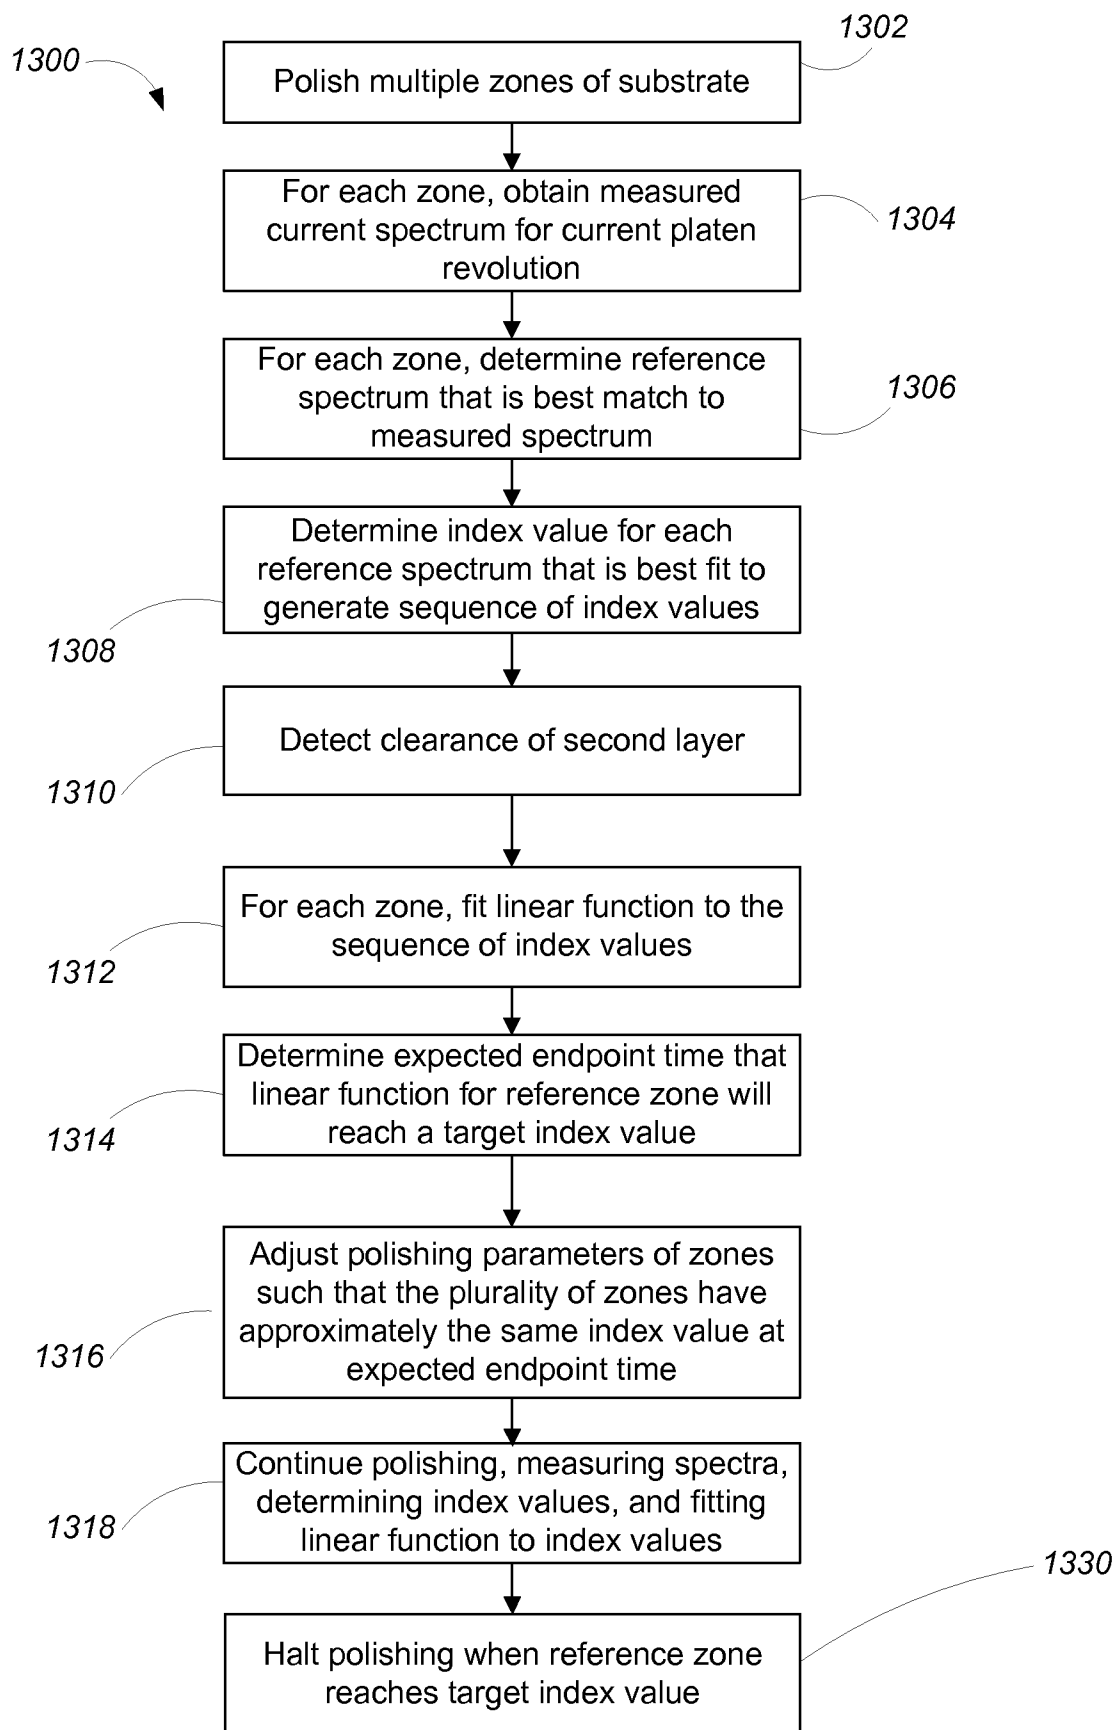 1300
1302
Polish multiple zones of substrate
For each zone, obtain measured
current spectrum for current platen
revolution
1304
For each zone, determine reference
spectrum that is best match to
measured spectrum
1306
Determine index value for each
reference spectrum that is best fit to
generate sequence of index values
1308
Detect clearance of second layer
1310
For each zone, fit linear function to the
sequence of index values
1312
Determine expected endpoint time that
linear function for reference zone will
reach a target index value
1314
Adjust polishing parameters of zones
such that the plurality of zones have
approximately the same index value at
expected endpoint time
1316
Continue polishing, measuring spectra,
determining index values, and fitting
linear function to index values
1318
1330
Halt polishing when reference zone
reaches target index value